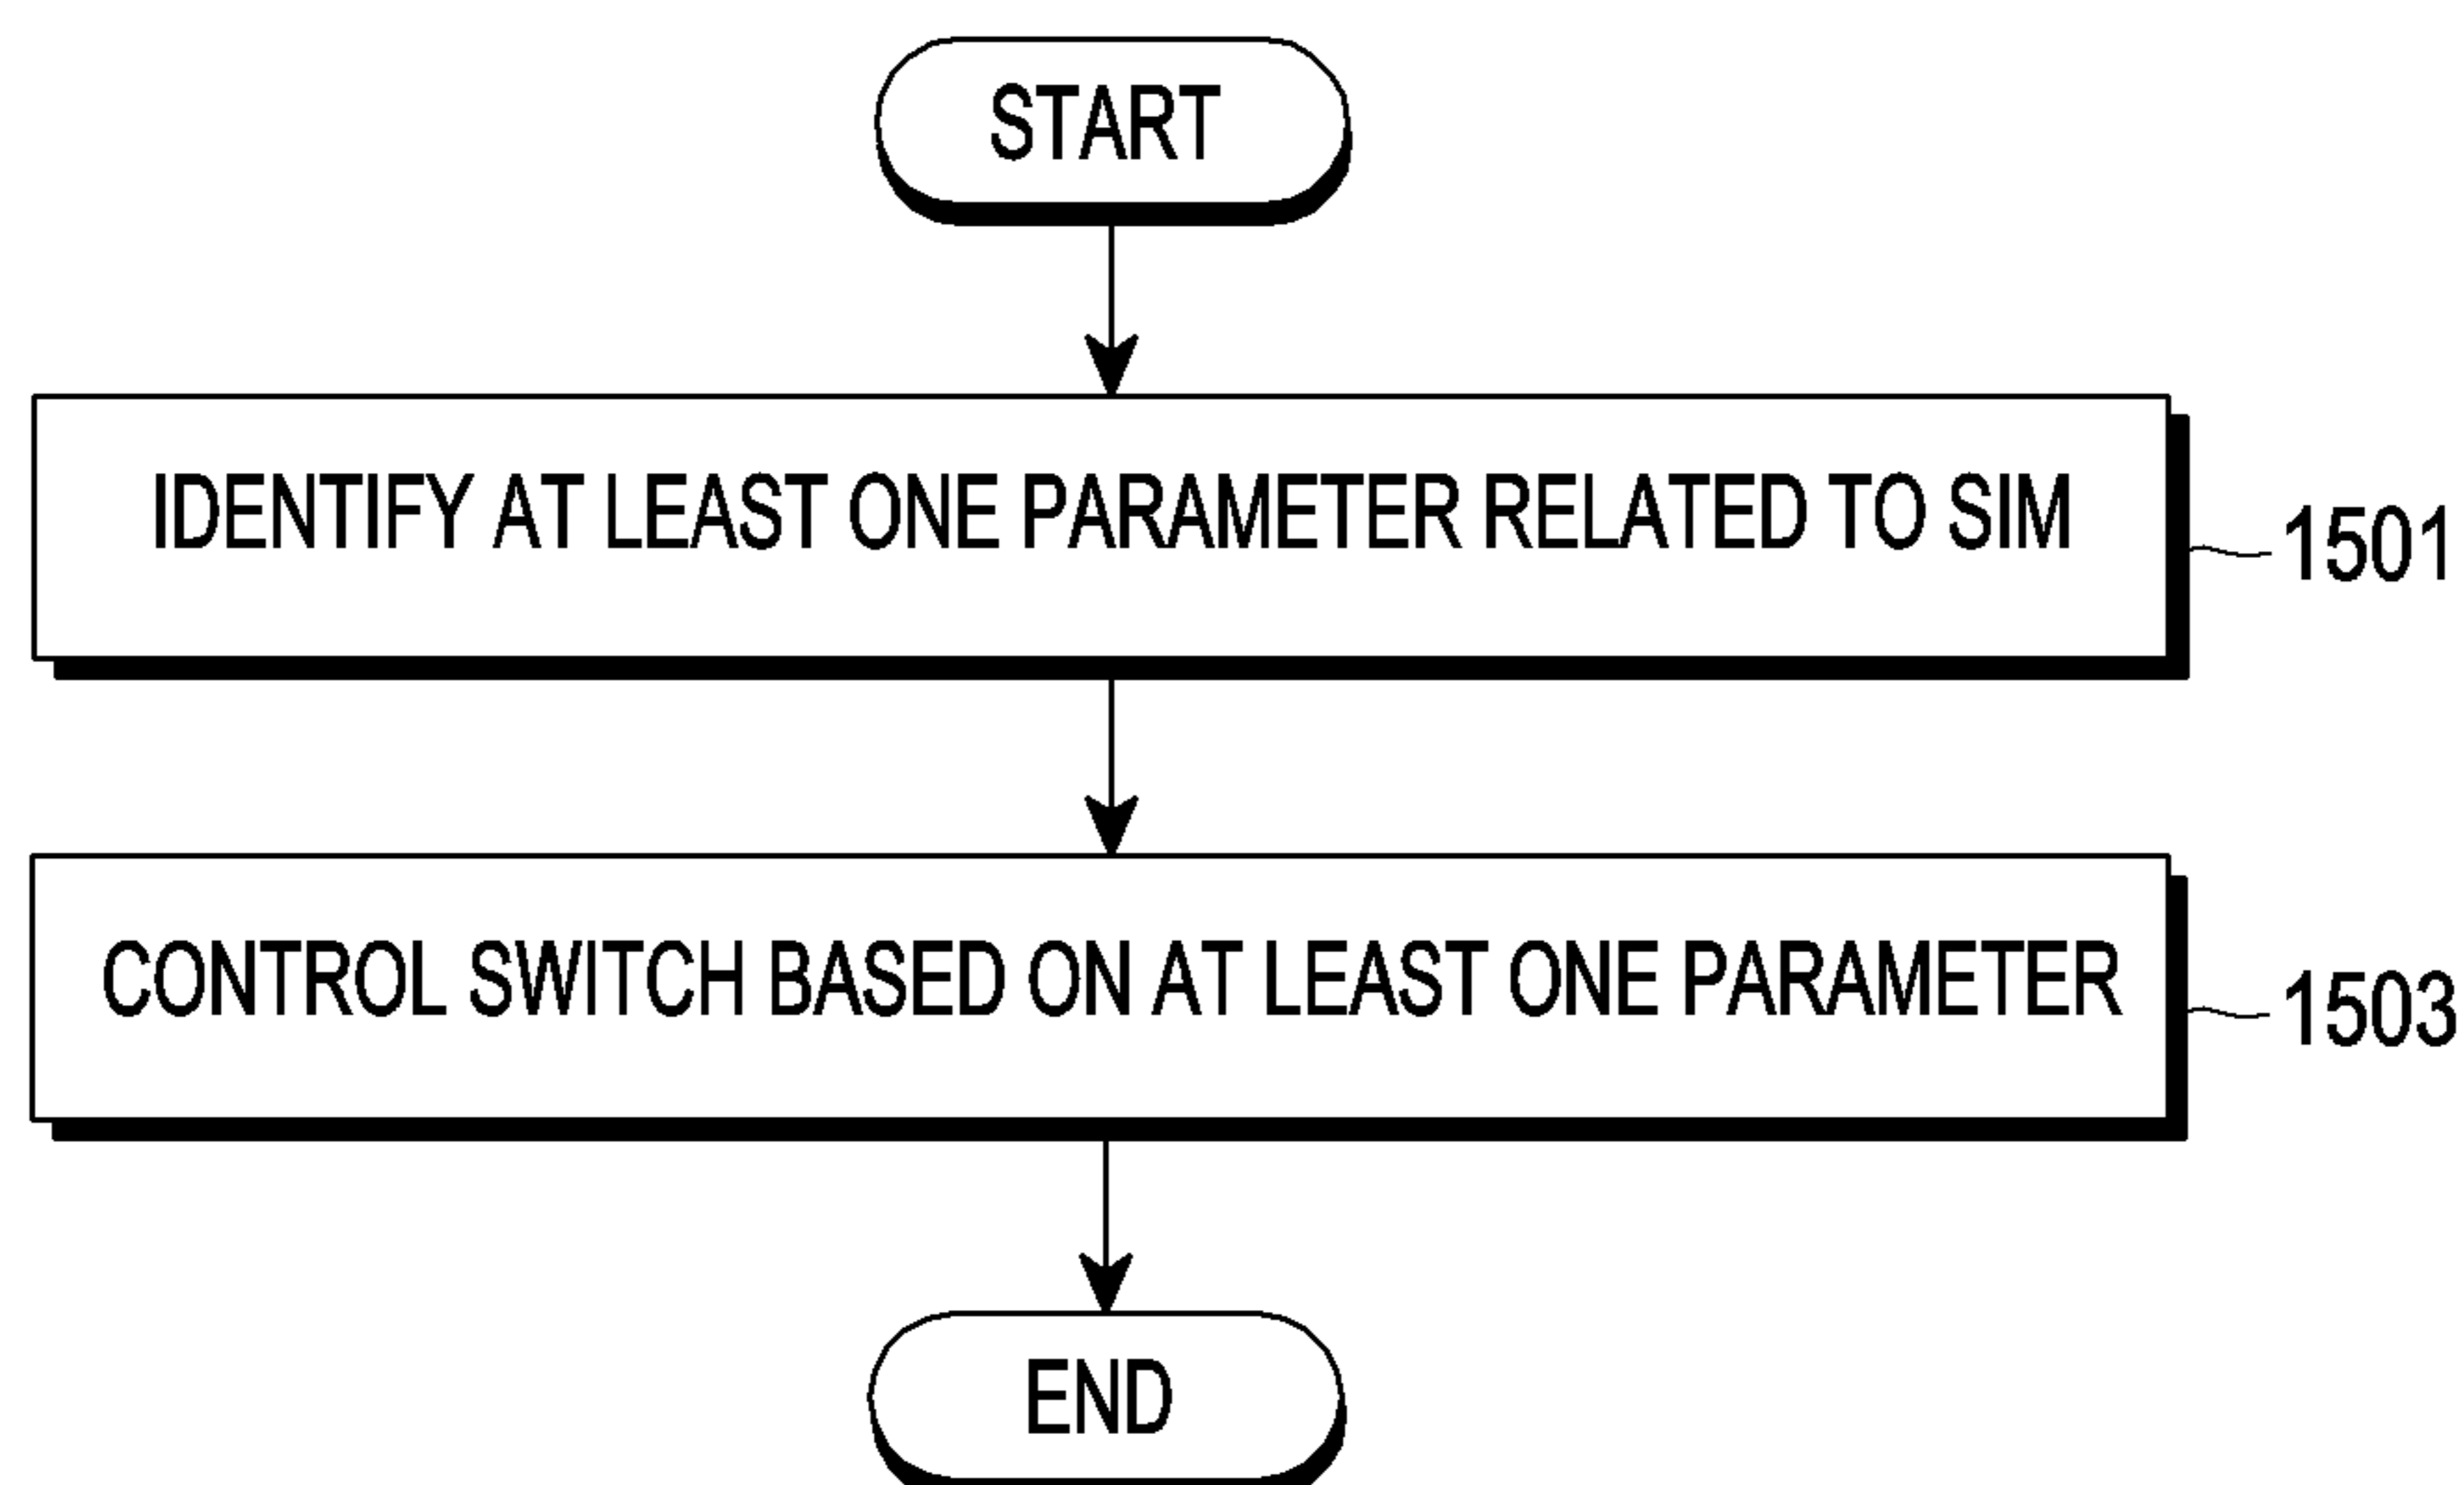 START
IDENTIFY AT LEAST ONE PARAMETER RELATED TO SIM
1501
CONTROL SWITCH BASED ON AT LEAST ONE PARAMETER
1503
END